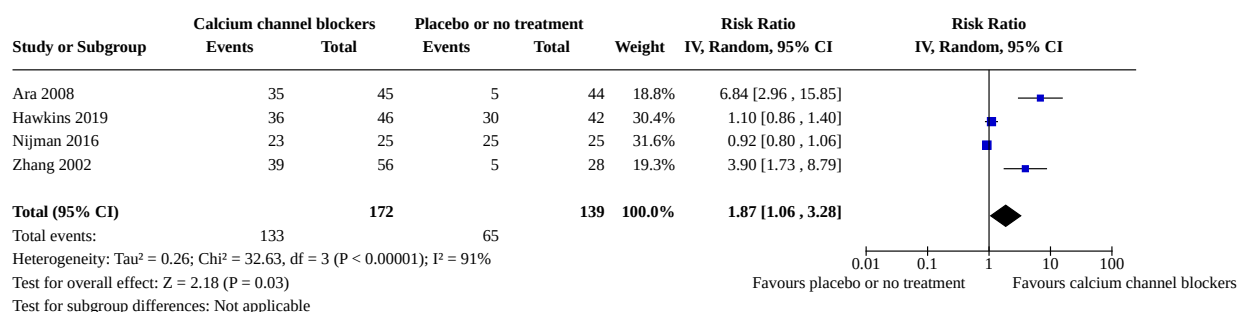 Calcium channel blockers Placebo or no treatment Risk Ratio Risk Ratio
Study or Subgroup Events Total Events Total Weight IV, Random, 95% CI IV, Random, 95% CI
Ara 2008 35 45 5 44 18.8% 6.84 [2.96 , 15.85]
Hawkins 2019 36 46 30 42 30.4% 1.10 [0.86 , 1.40]
Nijman 2016 23 25 25 25 31.6% 0.92 [0.80 , 1.06]
Zhang 2002 39 56 5 28 19.3% 3.90 [1.73 , 8.79]
Total (95% CI) 172 139 100.0% 1.87 [1.06 , 3.28]
Total events: 133 65
Heterogeneity: Tau² = 0.26; Chi² = 32.63, df = 3 (P < 0.00001); I² = 91%
0.01 0.1 1 10 100
Test for overall effect: Z = 2.18 (P = 0.03) Favours placebo or no treatment Favours calcium channel blockers
Test for subgroup differences: Not applicable